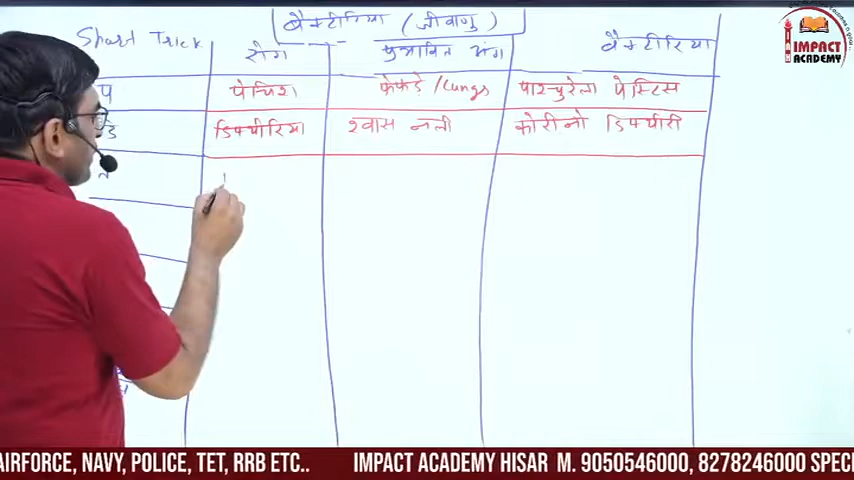 बैक्टीरिया (जीवाणु)
Short Trick रोग प्रभावित अंग बैक्टीरिया
प पेचिश फेफड़े /Lungs पाश्चुरेला पेस्टिस
ड डिफ्थीरिया श्वास नली कोरीनो डिफ्थीरी
IMPACT
ACADEMY
AIRFORCE, NAVY, POLICE, TET, RRB ETC.. IMPACT ACADEMY HISAR M. 9050546000, 8278246000 SPECI